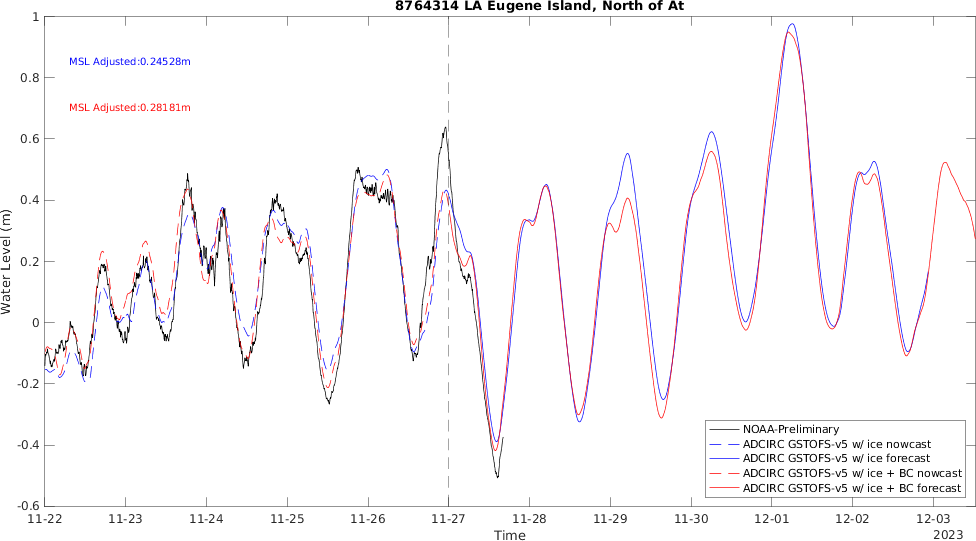 8764314 LA Eugene Island, North of At
MSL Adjusted:0.24528m
MSL Adjusted:0.28181m
Water Level (m)
1
0.8
0.6
0.4
0.2
0
-0.2
-0.4
-0.6
NOAA-Preliminary
ADCIRC GSTOFS-v5 w/ ice nowcast
ADCIRC GSTOFS-v5 w/ ice forecast
ADCIRC GSTOFS-v5 w/ ice + BC nowcast
ADCIRC GSTOFS-v5 w/ ice + BC forecast
11-22 11-23 11-24 11-25 11-26 11-27 11-28 11-29 11-30 12-01 12-02 12-03
Time
2023